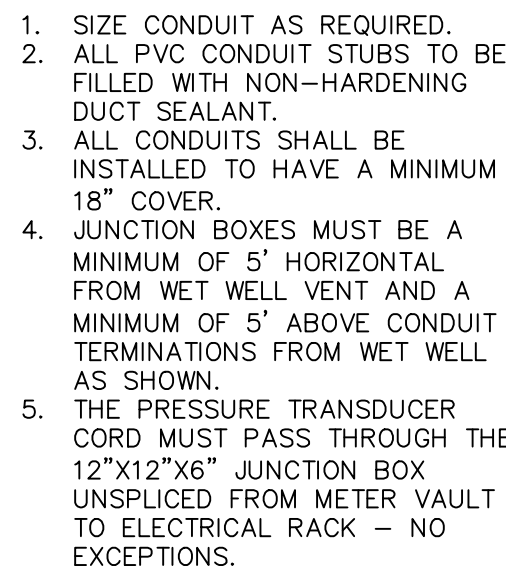 1. SIZE CONDUIT AS REQUIRED.
2. ALL PVC CONDUIT STUBS TO BE
FILLED WITH NON-HARDENING
DUCT SEALANT.
3. ALL CONDUITS SHALL BE
INSTALLED TO HAVE A MINIMUM
18" COVER.
4. JUNCTION BOXES MUST BE A
MINIMUM OF 5' HORIZONTAL
FROM WET WELL VENT AND A
MINIMUM OF 5' ABOVE CONDUIT
TERMINATIONS FROM WET WELL
AS SHOWN.
5. THE PRESSURE TRANSDUCER
CORD MUST PASS THROUGH THE
12"X12"X6" JUNCTION BOX
UNSPLICED FROM METER VAULT
TO ELECTRICAL RACK – NO
EXCEPTIONS.